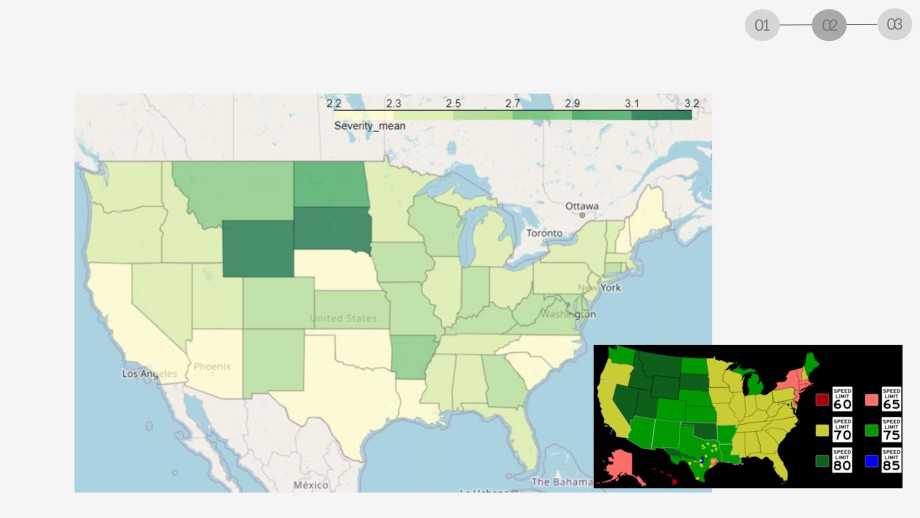 01 02 03
2.2 2.3 2.5 2.7 2.9 3.1 3.2
Severity_mean
Ottawa
Toronto
New York
United States
Washington
Phoenix
Los Angeles
México
La Habana
The Bahamas
SPEED LIMIT 60
SPEED LIMIT 65
SPEED LIMIT 70
SPEED LIMIT 75
SPEED LIMIT 80
SPEED LIMIT 85